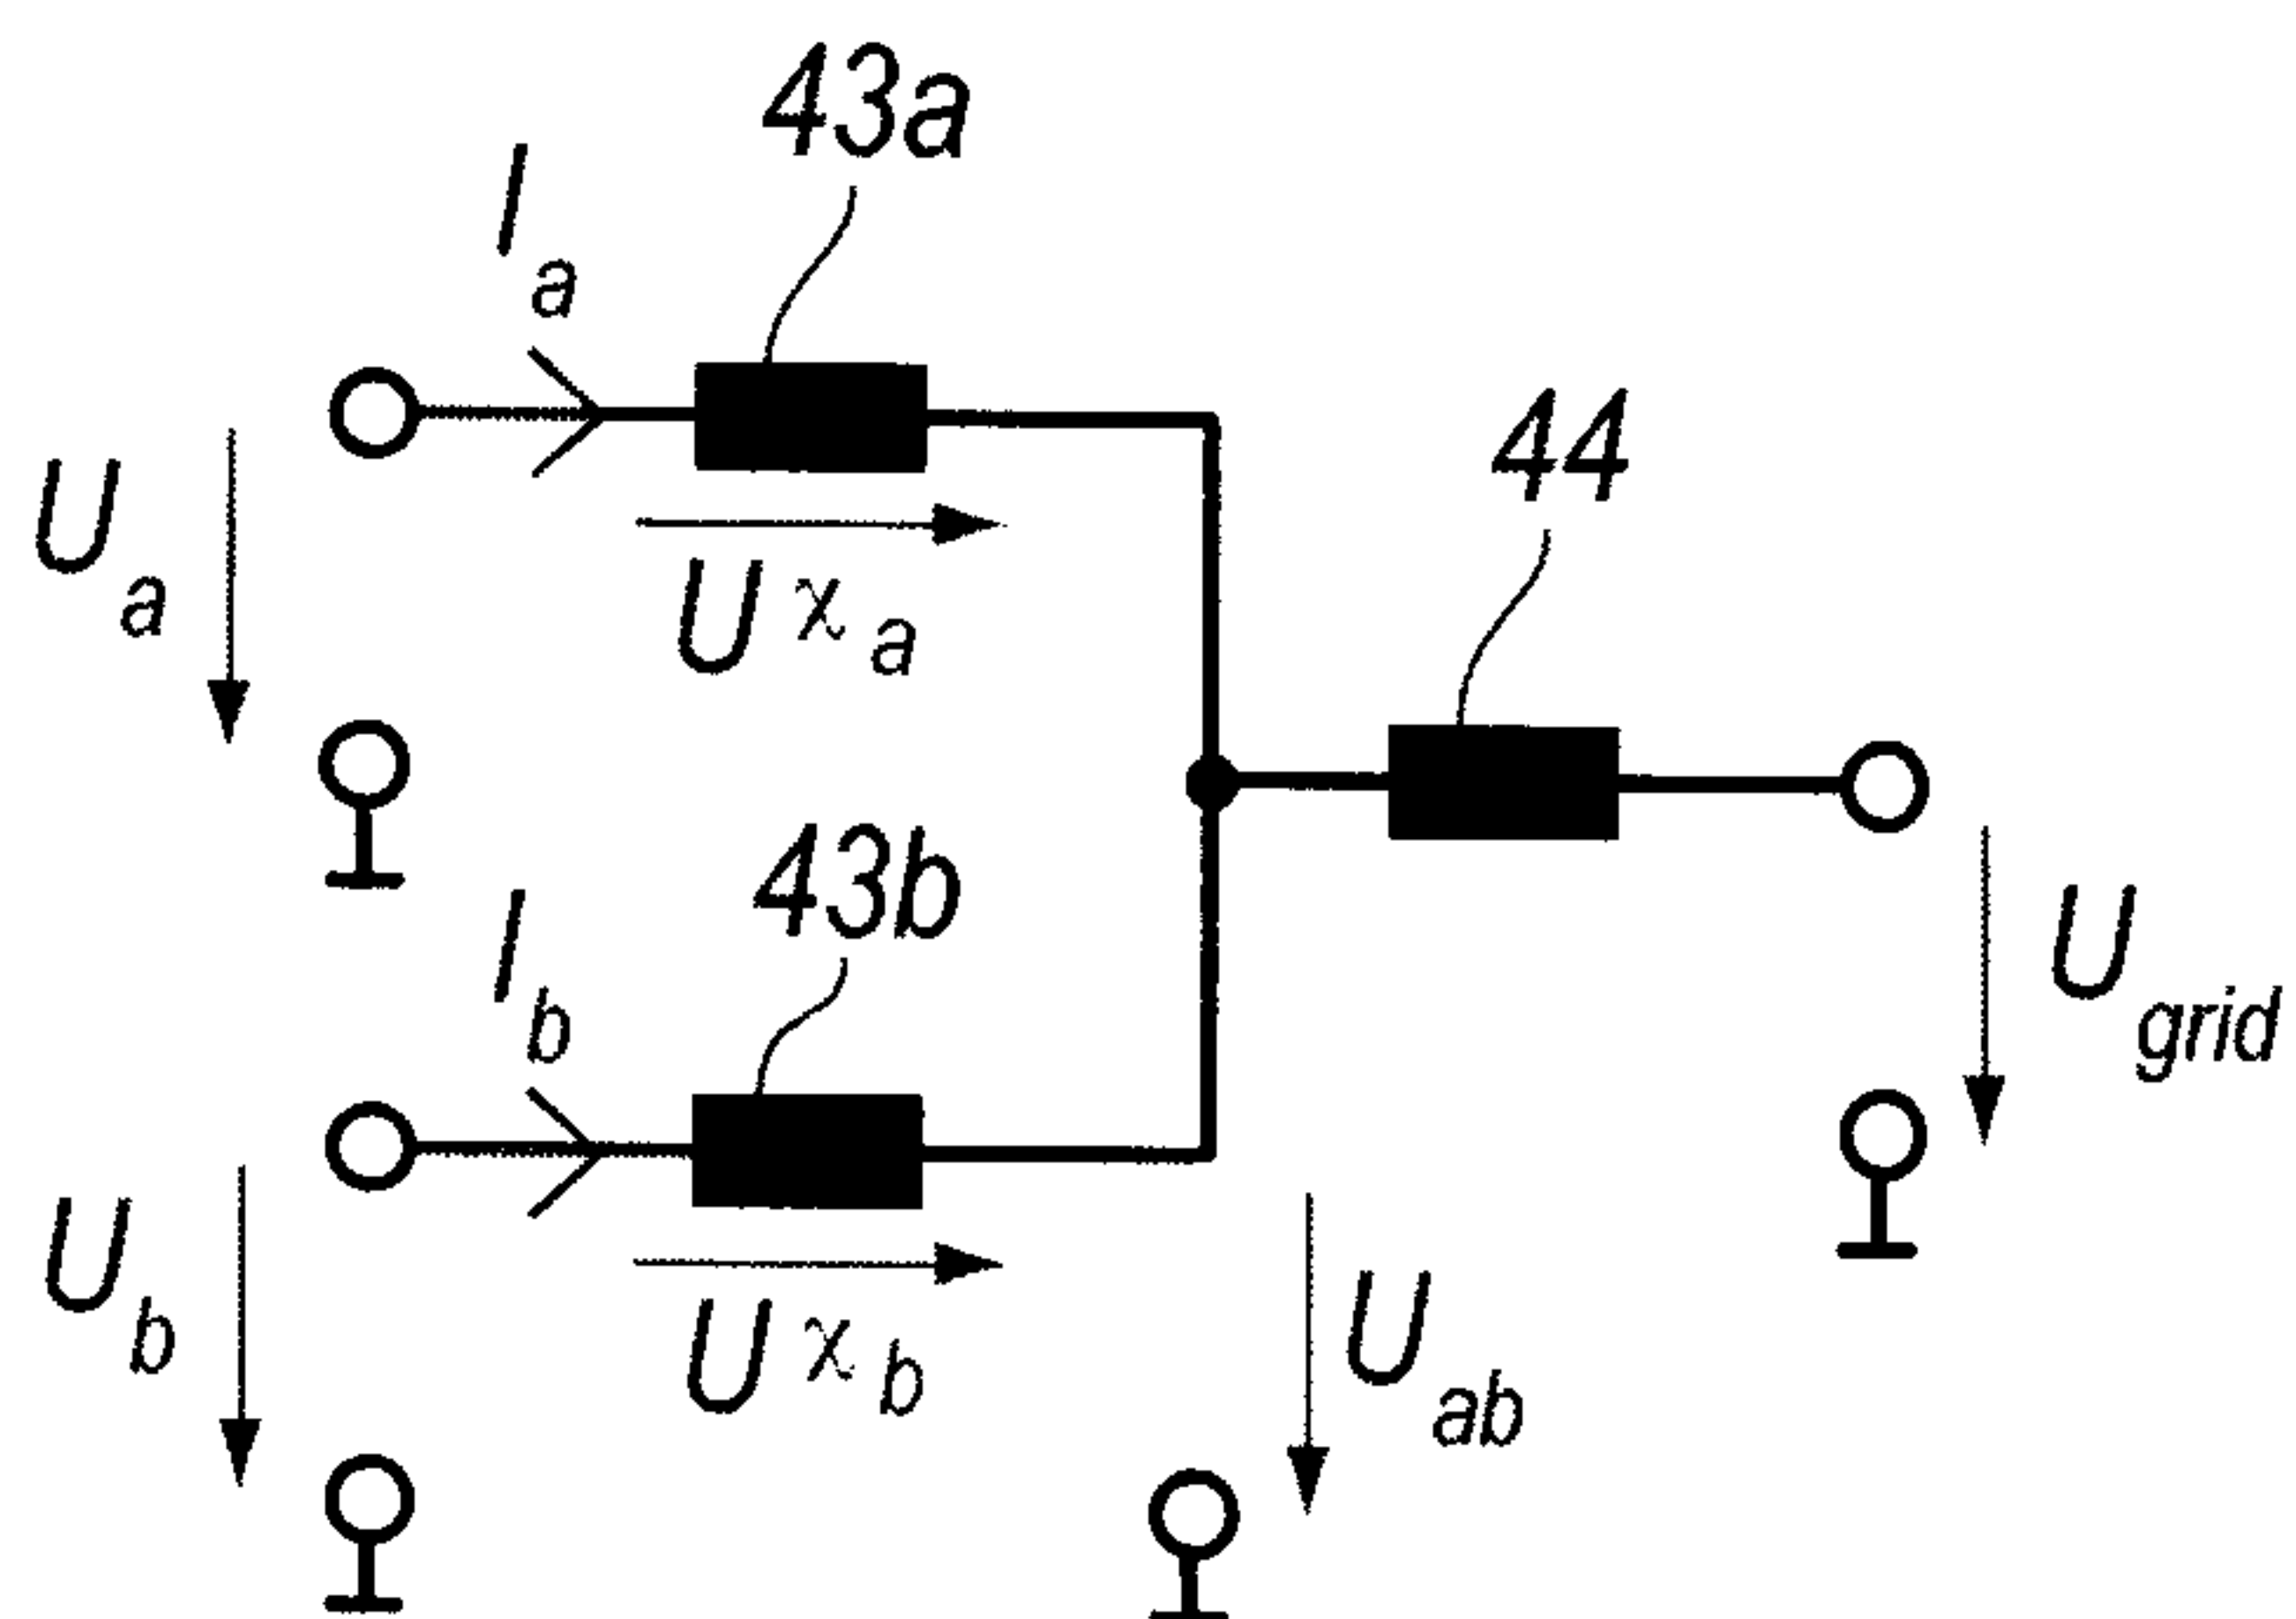 43a
I a
44
U a
U χ a
43b
I b
U grid
U b
U χ b
U ab